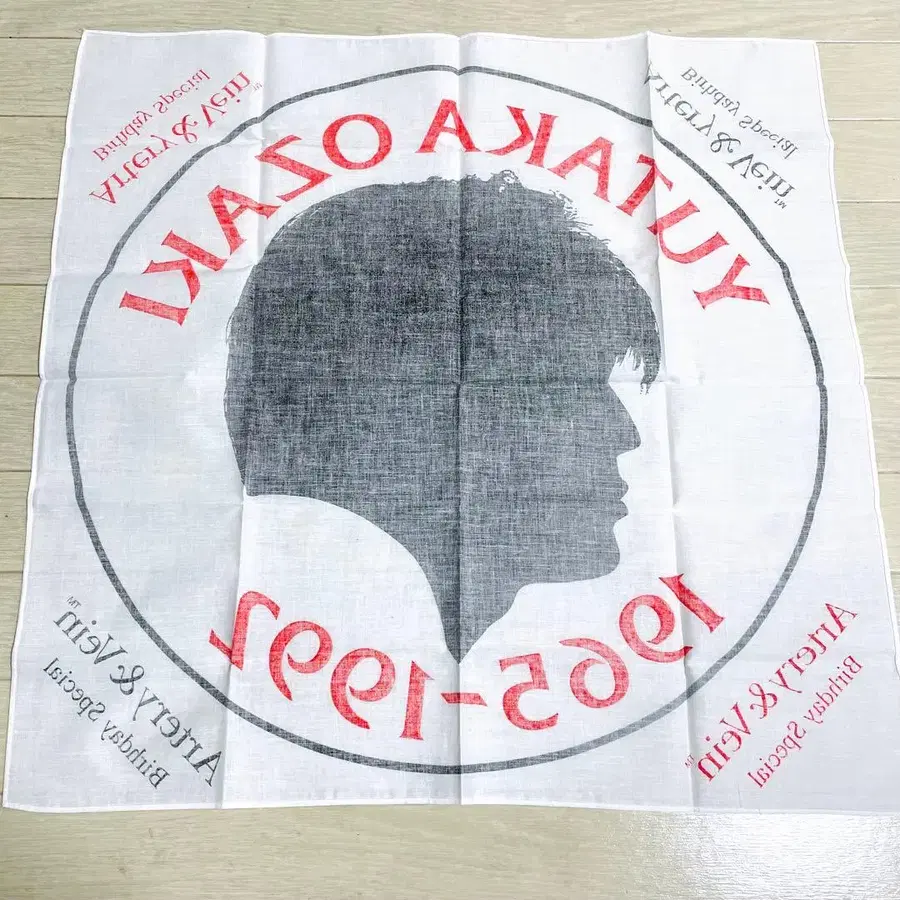 Birthday Special
Artery & Vein™
Birthday Special
Artery & Vein™
YUTAKA OZAKI
1965-1992
Artery & Vein™
Birthday Special
Artery & Vein™
Birthday Special